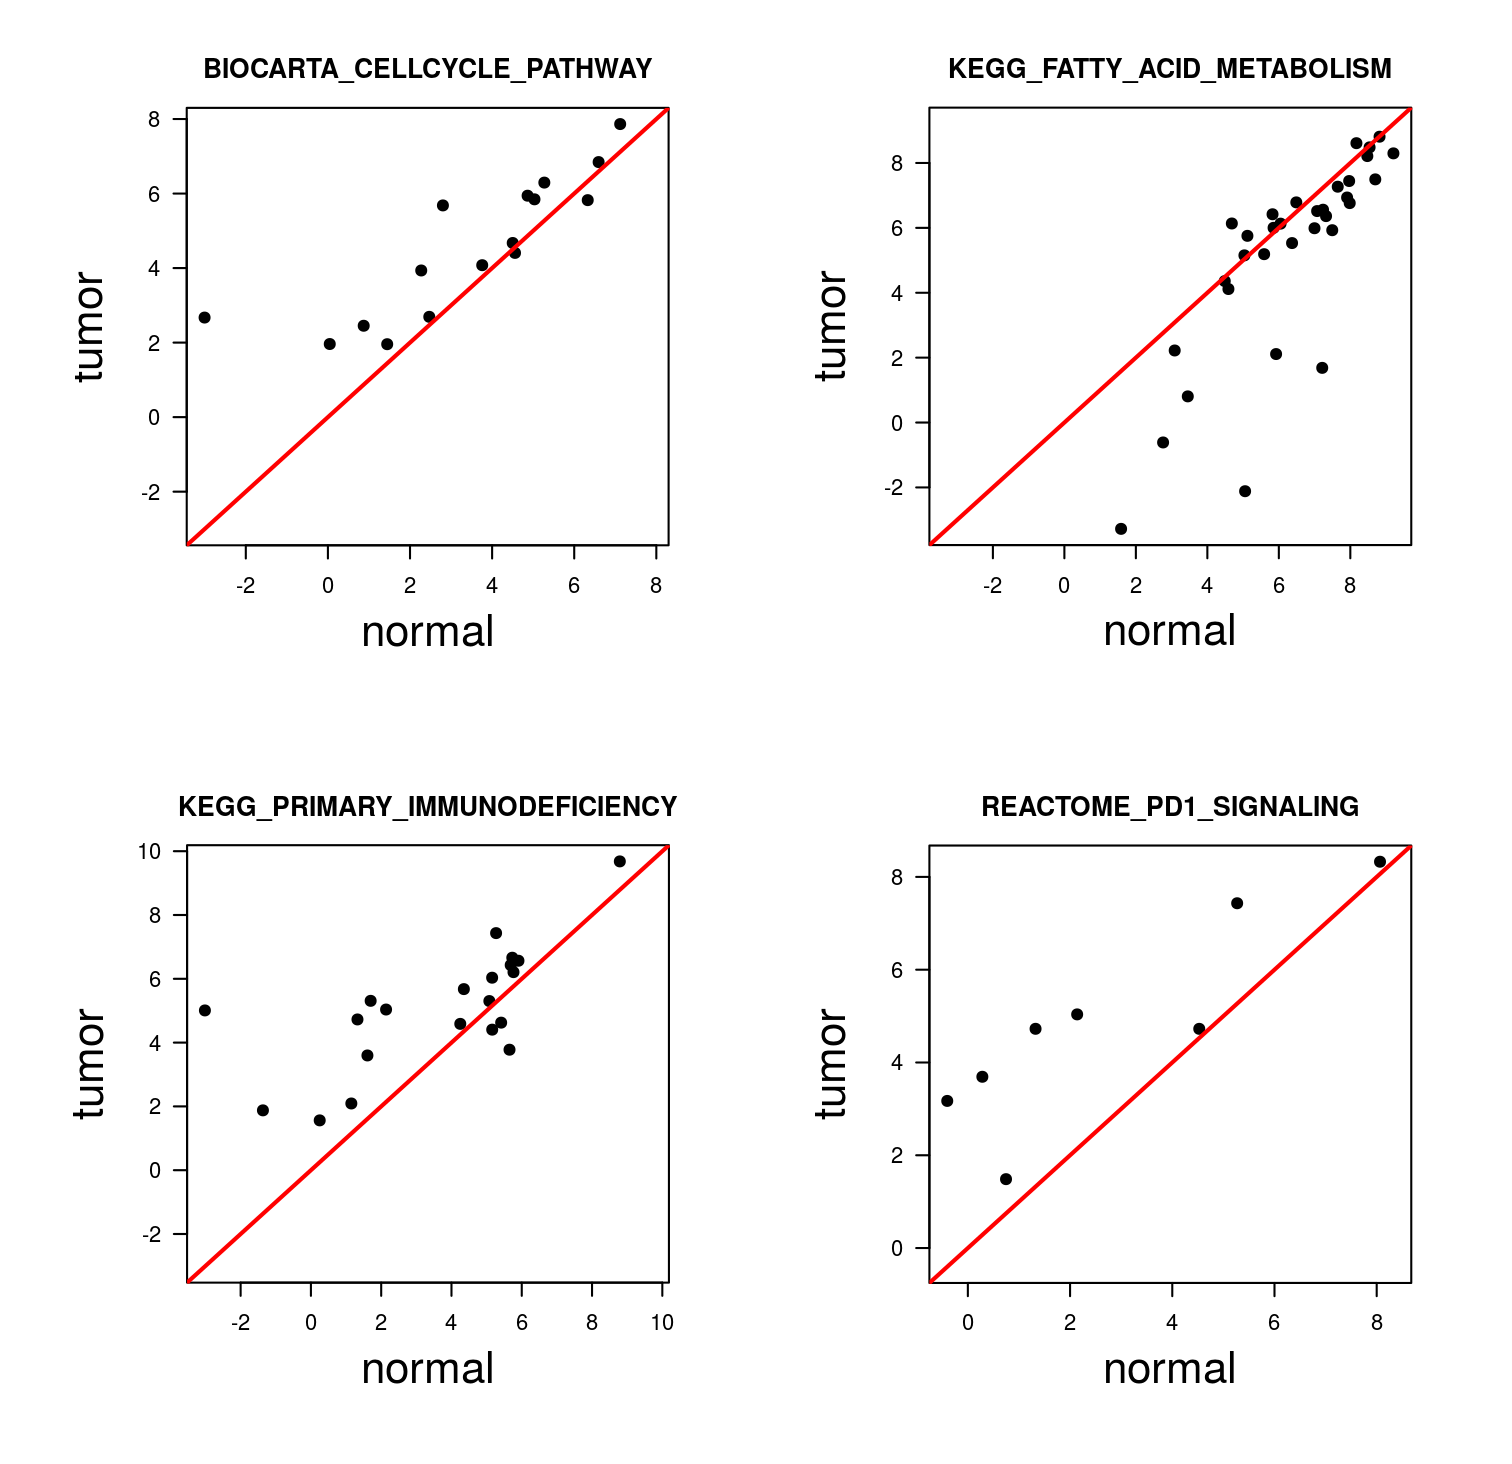 BIOCARTA_CELLCYCLE_PATHWAY
8
6
4
2
0
-2
tumor
-2 0 2 4 6 8
normal
KEGG_FATTY_ACID_METABOLISM
8
6
4
2
0
-2
tumor
-2 0 2 4 6 8
normal
KEGG_PRIMARY_IMMUNODEFICIENCY
10
8
6
4
2
0
-2
tumor
-2 0 2 4 6 8 10
normal
REACTOME_PD1_SIGNALING
8
6
4
2
0
tumor
0 2 4 6 8
normal